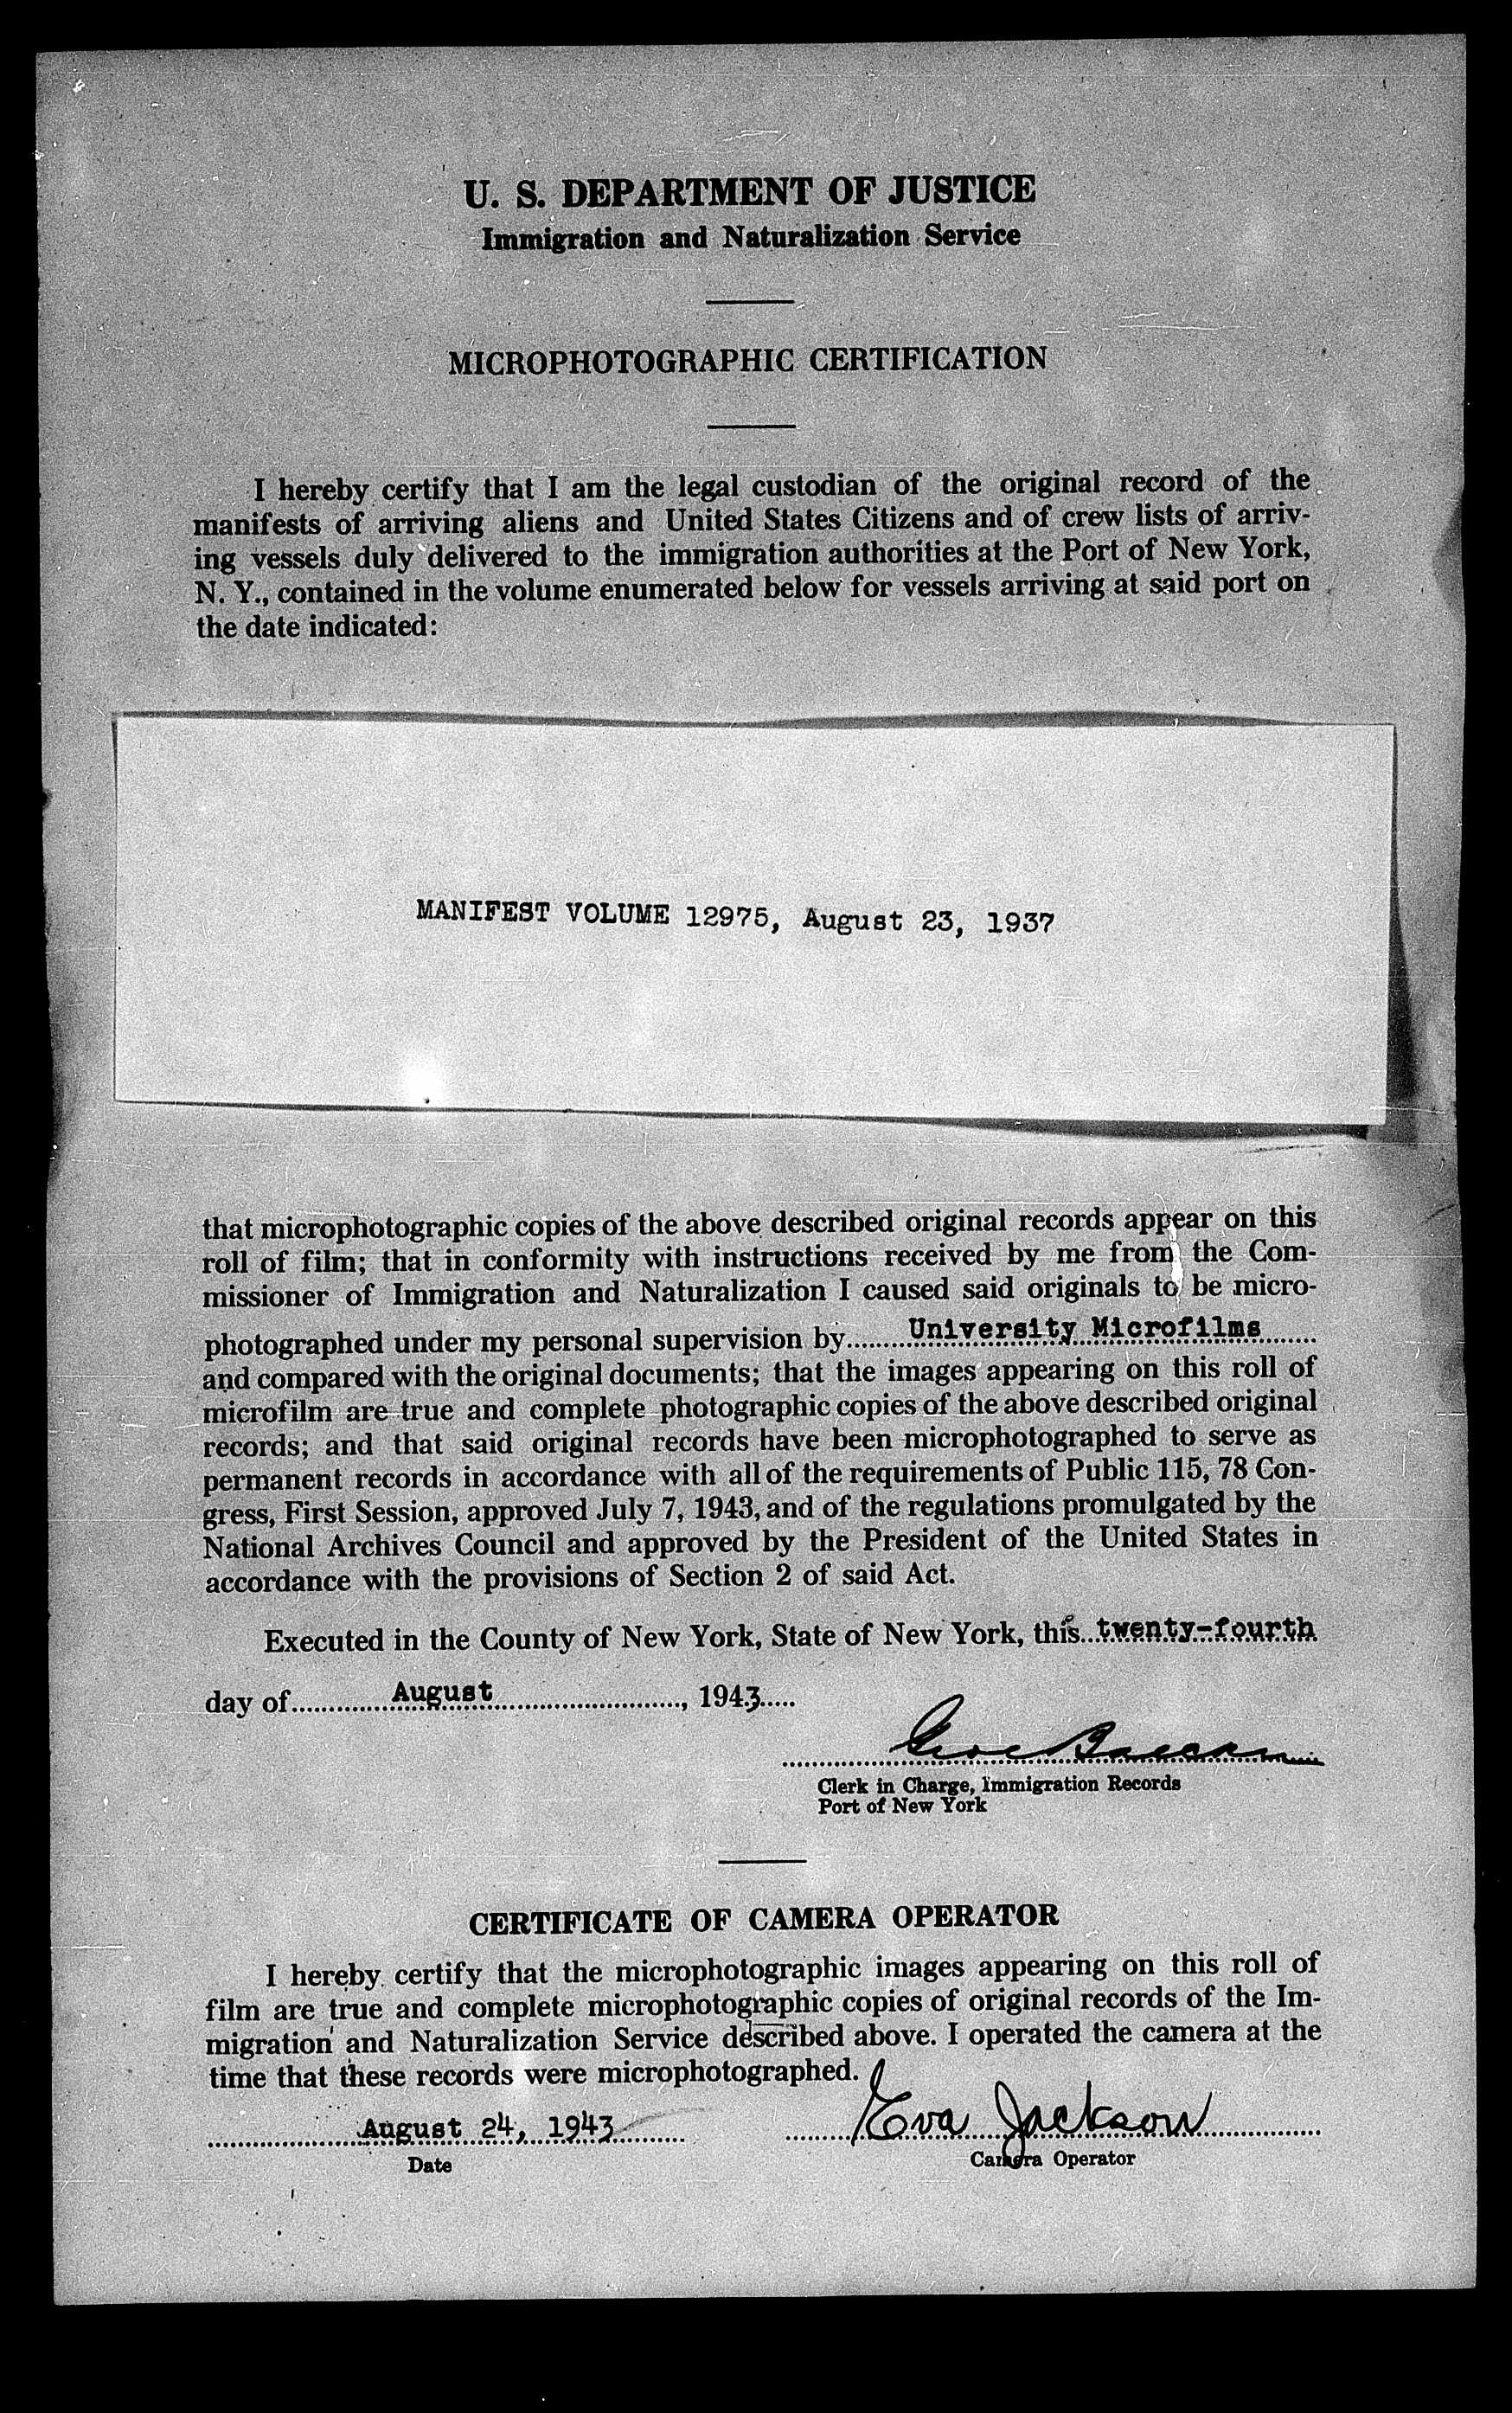 U. S. DEPARTMENT OF JUSTICE
Immigration and Naturalization Service
MICROPHOTOGRAPHIC CERTIFICATION
I hereby certify that I am the legal custodian of the original record of the
manifests of arriving aliens and United States Citizens and of crew lists of arriv-
ing vessels duly delivered to the immigration authorities at the Port of New York,
N. Y., contained in the volume enumerated below for vessels arriving at said port on
the date indicated:
MANIFEST VOLUME 12975, August 23, 1937
that microphotographic copies of the above described original records appear on this
roll of film; that in conformity with instructions received by me from the Com-
missioner of Immigration and Naturalization I caused said originals to be micro-
photographed under my personal supervision by University Microfilms
and compared with the original documents; that the images appearing on this roll of
microfilm are true and complete photographic copies of the above described original
records; and that said original records have been microphotographed to serve as
permanent records in accordance with all of the requirements of Public 115, 78 Con-
gress, First Session, approved July 7, 1943, and of the regulations promulgated by the
National Archives Council and approved by the President of the United States in
accordance with the provisions of Section 2 of said Act.
Executed in the County of New York, State of New York, this twenty-fourth
day of August, 1943
Clerk in Charge, Immigration Records
Port of New York
CERTIFICATE OF CAMERA OPERATOR
I hereby certify that the microphotographic images appearing on this roll of
film are true and complete microphotographic copies of original records of the Im-
migration and Naturalization Service described above. I operated the camera at the
time that these records were microphotographed.
August 24, 1943 Eva Jackson
Date Camera Operator